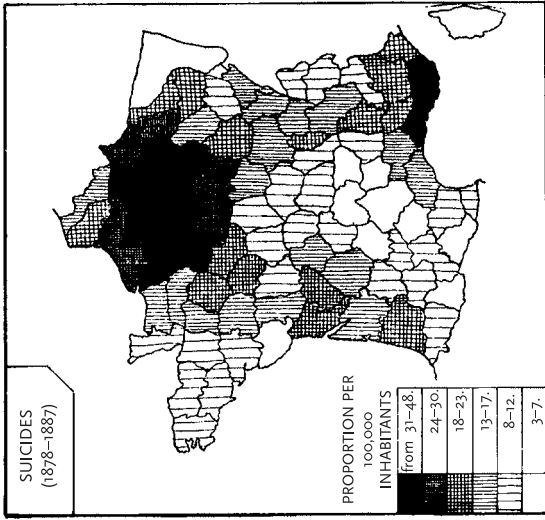 SUICIDES
(1878–1887)
PROPORTION PER
100,000
INHABITANTS
from 31–48.
24–30.
18–23.
13–17.
8–12.
3–7.